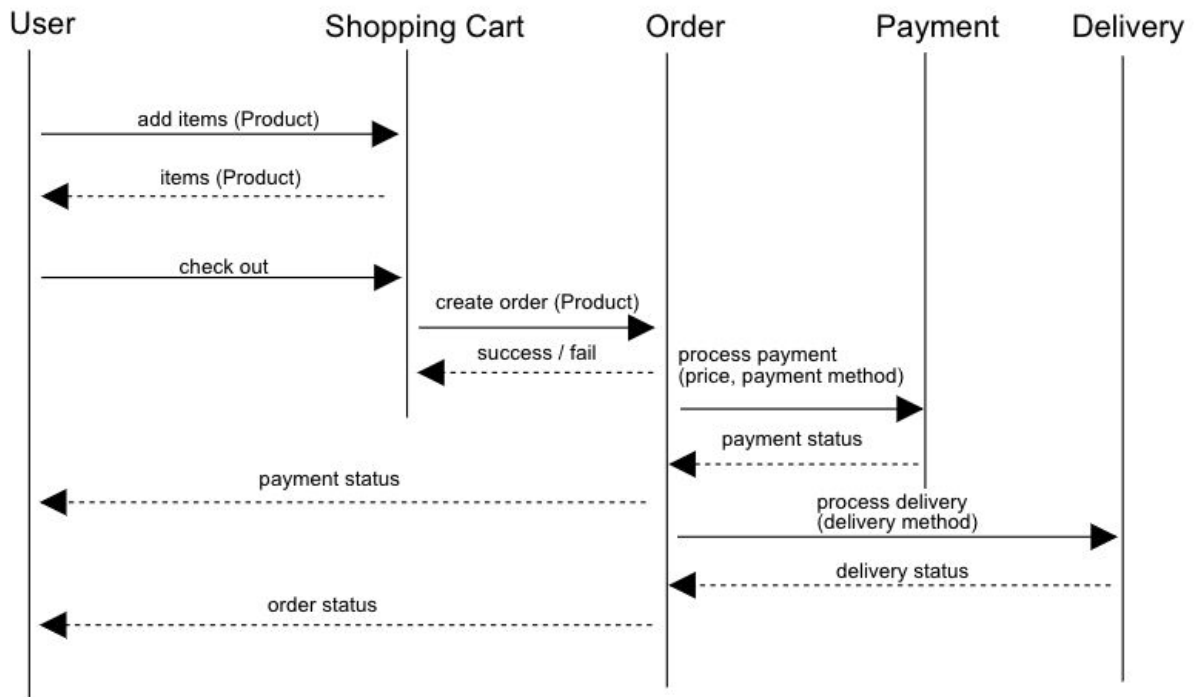 User
Shopping Cart
Order
Payment
Delivery
add items (Product)
items (Product)
check out
create order (Product)
success / fail
process payment
(price, payment method)
payment status
payment status
process delivery
(delivery method)
delivery status
order status